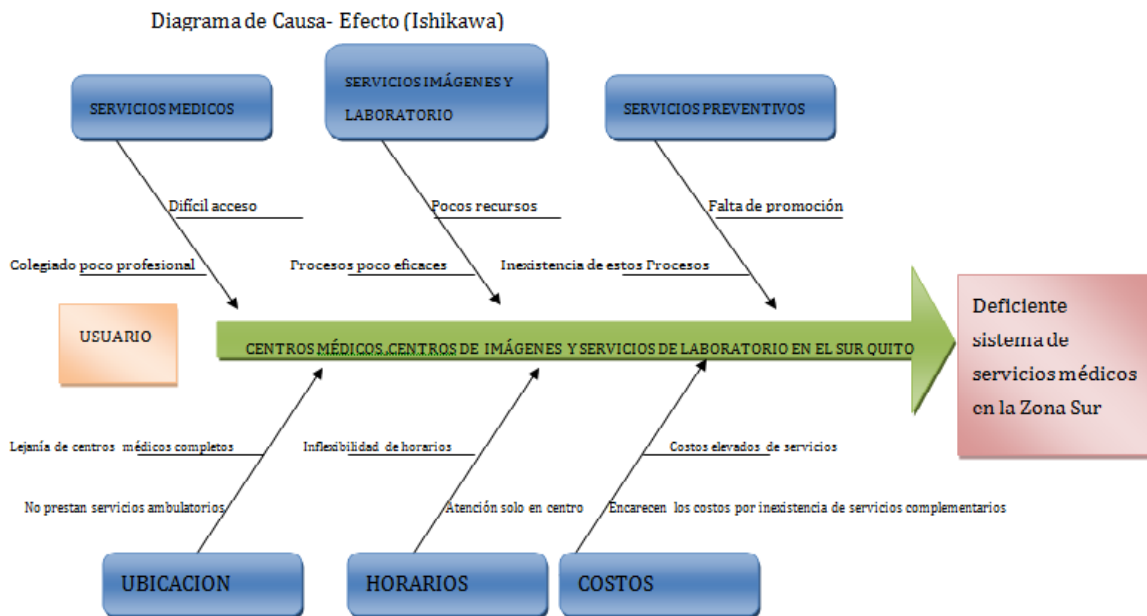 Diagrama de Causa- Efecto (Ishikawa)
SERVICIOS MEDICOS
SERVICIOS IMÁGENES Y
LABORATORIO
SERVICIOS PREVENTIVOS
Difícil acceso
Pocos recursos
Falta de promoción
Colegiado poco profesional
Procesos poco eficaces
Inexistencia de estos Procesos
USUARIO
CENTROS MÉDICOS,CENTROS DE IMÁGENES Y SERVICIOS DE LABORATORIO EN EL SUR QUITO
Deficiente
sistema de
servicios médicos
en la Zona Sur
Lejanía de centros médicos completos
Inflexibilidad de horarios
Costos elevados de servicios
No prestan servicios ambulatorios
Atención solo en centro
Encarecen los costos por inexistencia de servicios complementarios
UBICACION
HORARIOS
COSTOS